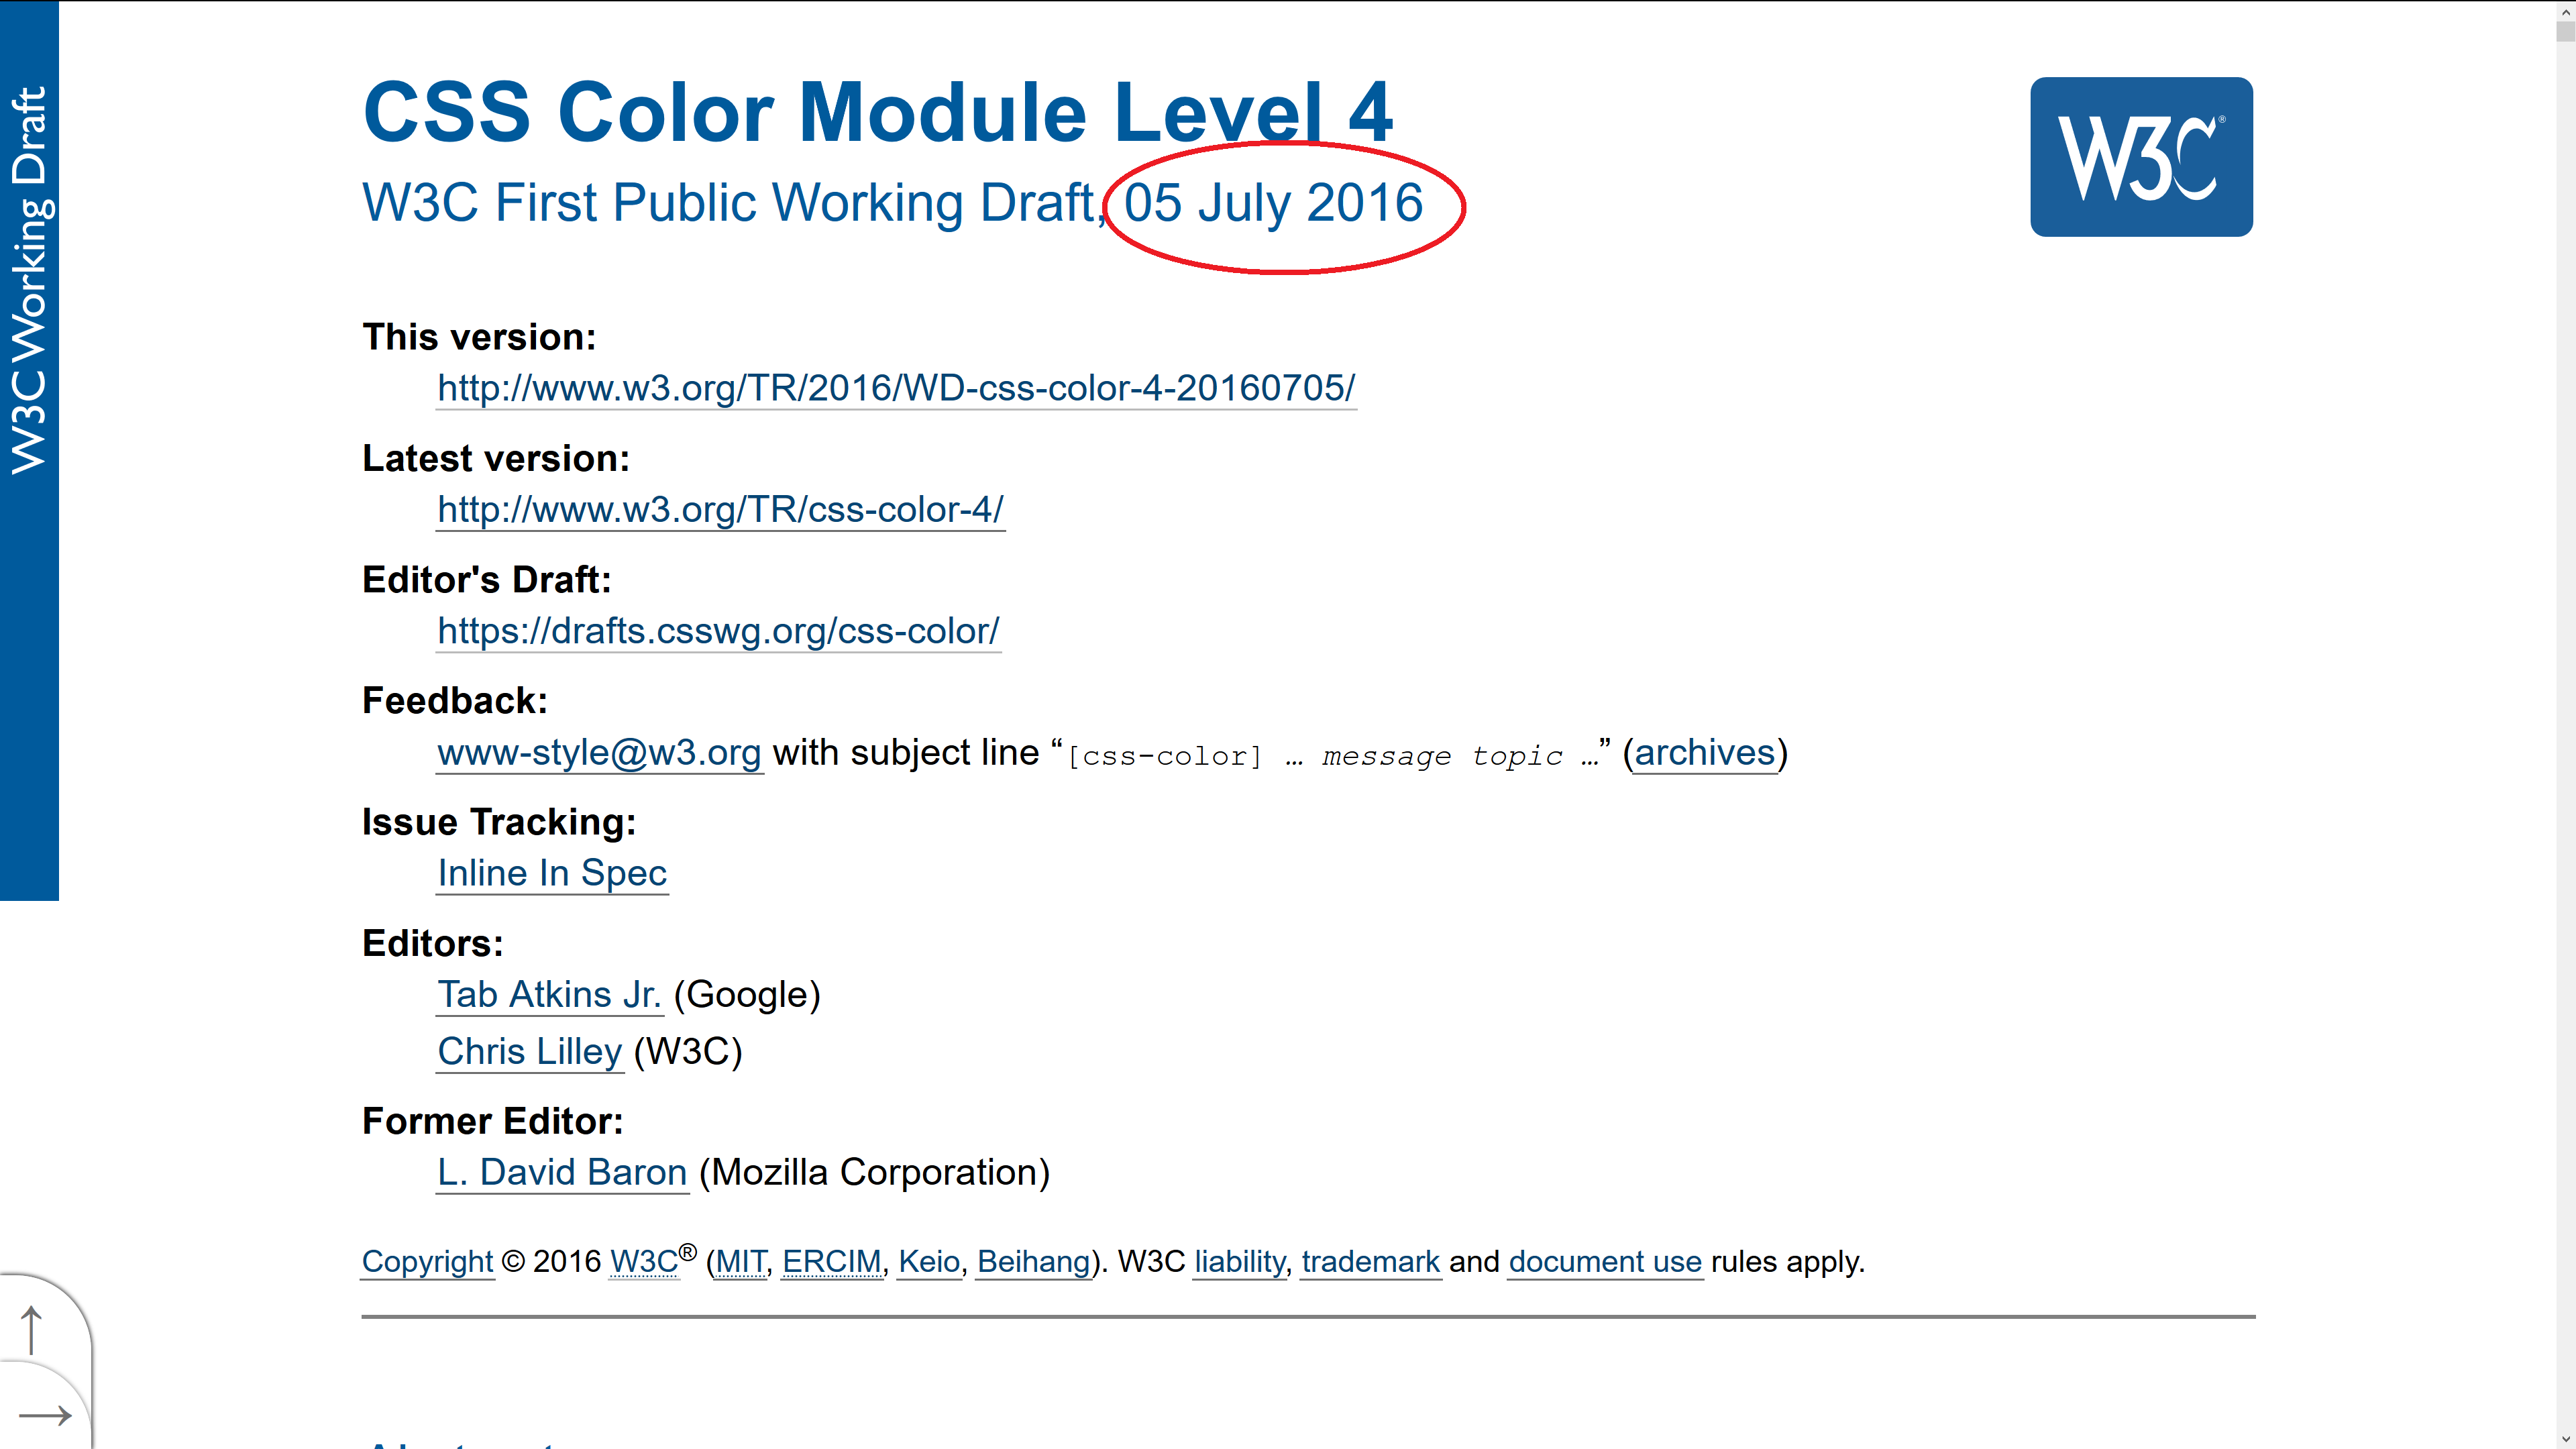 W3C Working Draft
CSS Color Module Level 4
W3C®
W3C First Public Working Draft, 05 July 2016
This version:
http://www.w3.org/TR/2016/WD-css-color-4-20160705/
Latest version:
http://www.w3.org/TR/css-color-4/
Editor's Draft:
https://drafts.csswg.org/css-color/
Feedback:
www-style@w3.org with subject line “[css-color] … message topic …” (archives)
Issue Tracking:
Inline In Spec
Editors:
Tab Atkins Jr. (Google)
Chris Lilley (W3C)
Former Editor:
L. David Baron (Mozilla Corporation)
Copyright © 2016 W3C® (MIT, ERCIM, Keio, Beihang). W3C liability, trademark and document use rules apply.
↑
→